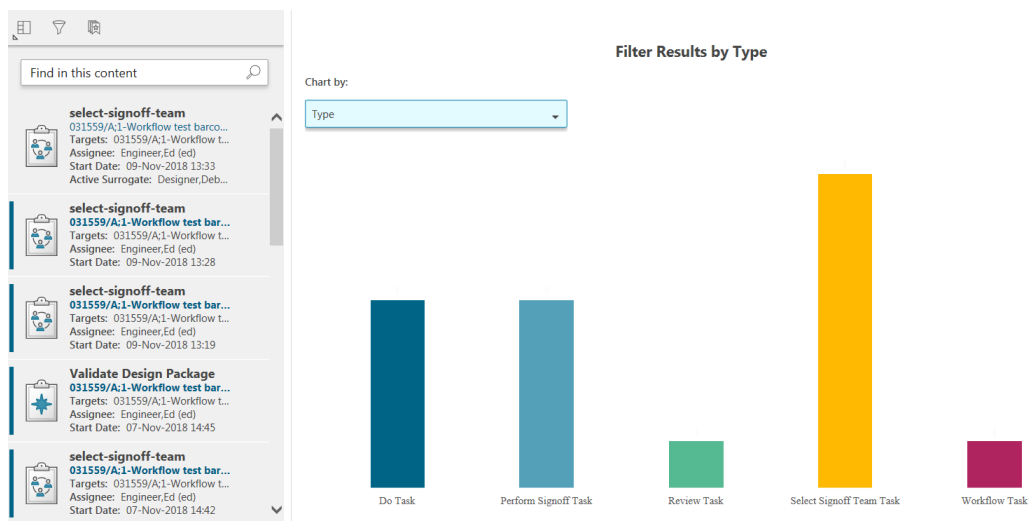 Find in this content
select-signoff-team
031559/A;1-Workflow test barco...
Targets: 031559/A;1-Workflow t...
Assignee: Engineer,Ed (ed)
Start Date: 09-Nov-2018 13:33
Active Surrogate: Designer,Deb...
select-signoff-team
031559/A;1-Workflow test bar...
Targets: 031559/A;1-Workflow t...
Assignee: Engineer,Ed (ed)
Start Date: 09-Nov-2018 13:28
select-signoff-team
031559/A;1-Workflow test bar...
Targets: 031559/A;1-Workflow t...
Assignee: Engineer,Ed (ed)
Start Date: 09-Nov-2018 13:19
Validate Design Package
031559/A;1-Workflow test bar...
Targets: 031559/A;1-Workflow t...
Assignee: Engineer,Ed (ed)
Start Date: 07-Nov-2018 14:45
select-signoff-team
031559/A;1-Workflow test bar...
Targets: 031559/A;1-Workflow t...
Assignee: Engineer,Ed (ed)
Start Date: 07-Nov-2018 14:42
Filter Results by Type
Chart by:
Type
Do Task
Perform Signoff Task
Review Task
Select Signoff Team Task
Workflow Task